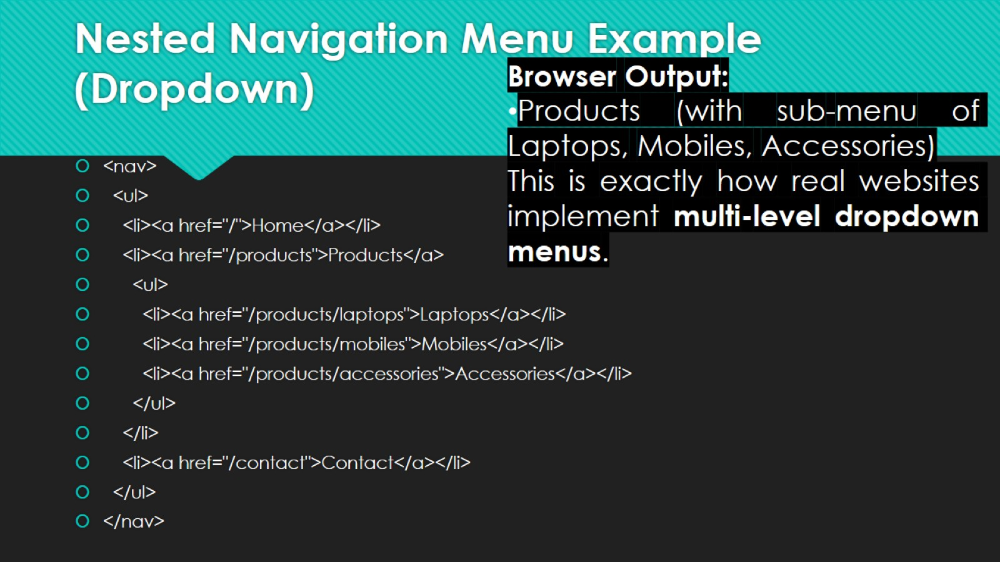 Nested Navigation Menu Example
(Dropdown)
Browser Output:
•Products (with sub-menu of
Laptops, Mobiles, Accessories)
This is exactly how real websites
implement multi-level dropdown
menus.
<nav>
<ul>
<li><a href="/">Home</a></li>
<li><a href="/products">Products</a>
<ul>
<li><a href="/products/laptops">Laptops</a></li>
<li><a href="/products/mobiles">Mobiles</a></li>
<li><a href="/products/accessories">Accessories</a></li>
</ul>
</li>
<li><a href="/contact">Contact</a></li>
</ul>
</nav>